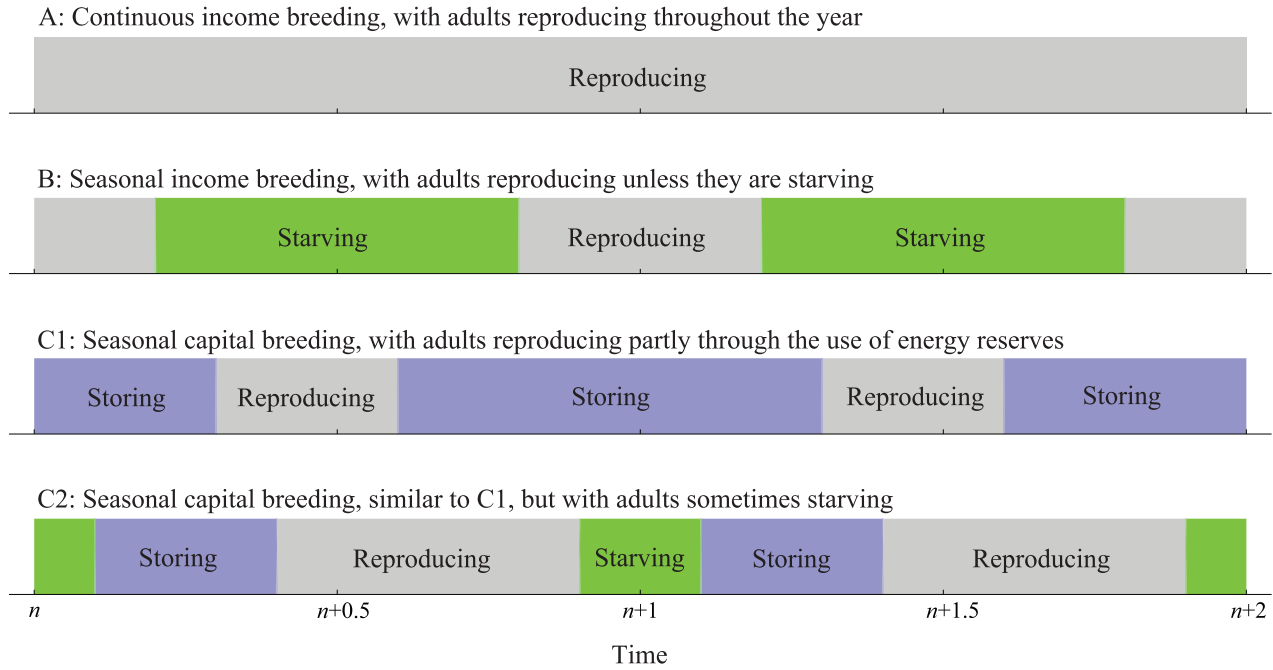 A: Continuous income breeding, with adults reproducing throughout the year
Reproducing
B: Seasonal income breeding, with adults reproducing unless they are starving
Starving Reproducing Starving
C1: Seasonal capital breeding, with adults reproducing partly through the use of energy reserves
Storing Reproducing Storing Reproducing Storing
C2: Seasonal capital breeding, similar to C1, but with adults sometimes starving
Storing Reproducing Starving Storing Reproducing
n n+0.5 n+1 n+1.5 n+2
Time